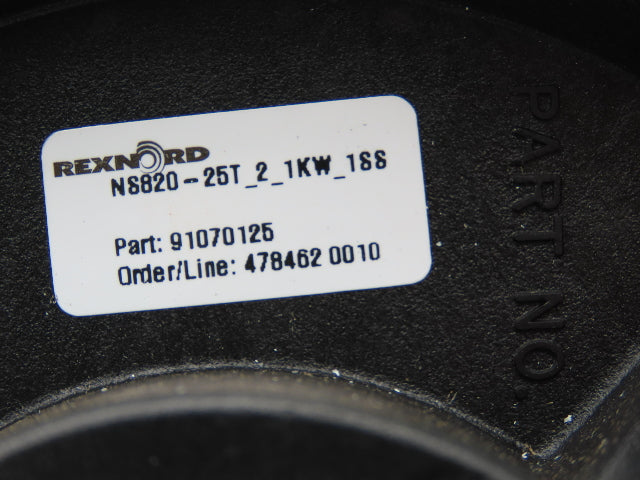 REXNORD
NS820-25T_2_1KW_1SS
Part: 91070125
Order/Line: 478462 0010
PART NO.